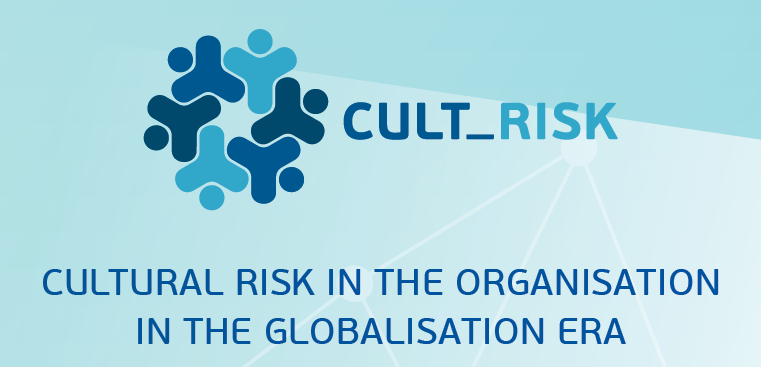 CULT_RISK
CULTURAL RISK IN THE ORGANISATION
IN THE GLOBALISATION ERA